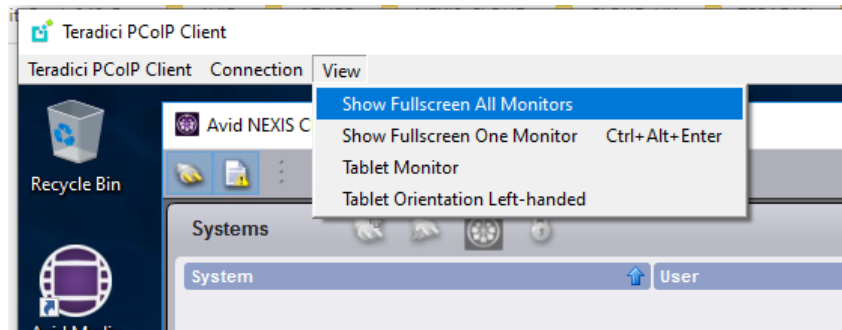 Teradici PCoIP Client
Teradici PCoIP Client Connection View
Show Fullscreen All Monitors
Show Fullscreen One Monitor Ctrl+Alt+Enter
Tablet Monitor
Tablet Orientation Left-handed
Avid NEXIS C
Recycle Bin
Systems
System User